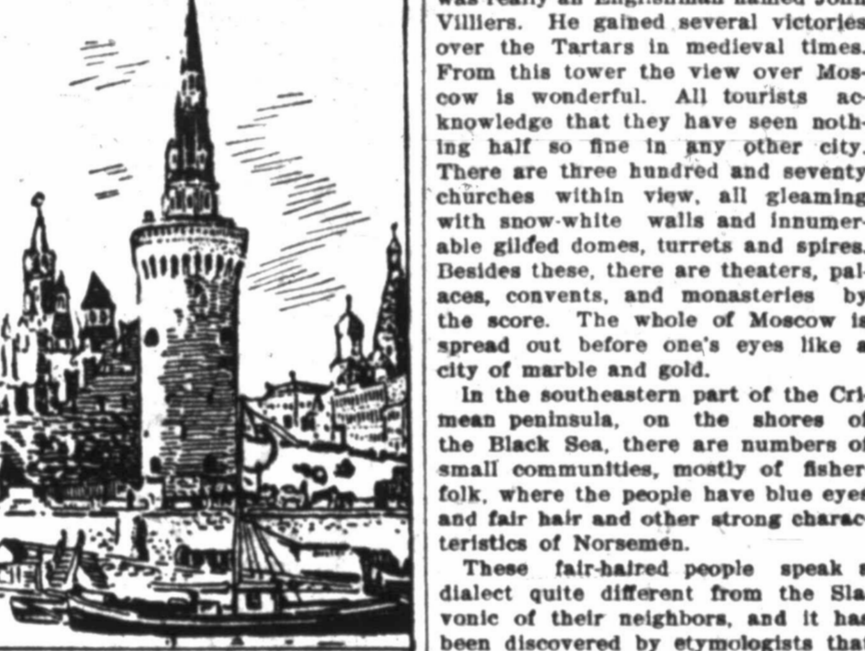 was really an Englishman named John
Villiers. He gained several victories
over the Tartars in medieval times.
From this tower the view over Mos-
cow is wonderful. All tourists ac-
knowledge that they have seen noth-
ing half so fine in any other city.
There are three hundred and seventy
churches within view, all gleaming
with snow-white walls and innumer-
able gilded domes, turrets and spires.
Besides these, there are theaters, pal-
aces, convents, and monasteries by
the score. The whole of Moscow is
spread out before one's eyes like a
city of marble and gold.
In the southeastern part of the Cri-
mean peninsula, on the shores of
the Black Sea, there are numbers of
small communities, mostly of fisher
folk, where the people have blue eyes
and fair hair and other strong charac-
teristics of Norsemen.
These fair-haired people speak a
dialect quite different from the Sla-
vonic of their neighbors, and it has
been discovered by etymologists that